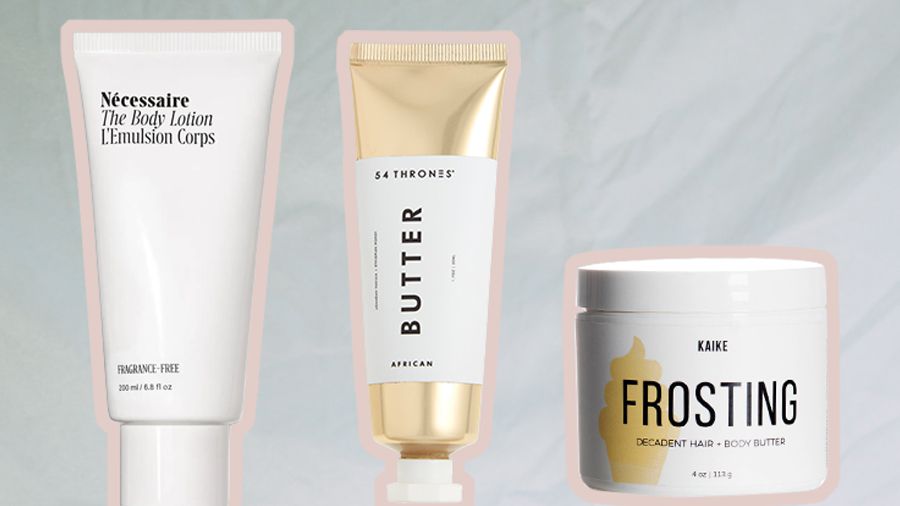 Nécessaire
The Body Lotion
L'Emulsion Corps
FRAGRANCE-FREE
200 ml / 6.8 fl oz
54 THRONES
BUTTER
AFRICAN
KAIKE
FROSTING
DECADENT HAIR + BODY BUTTER
4 oz | 113 g